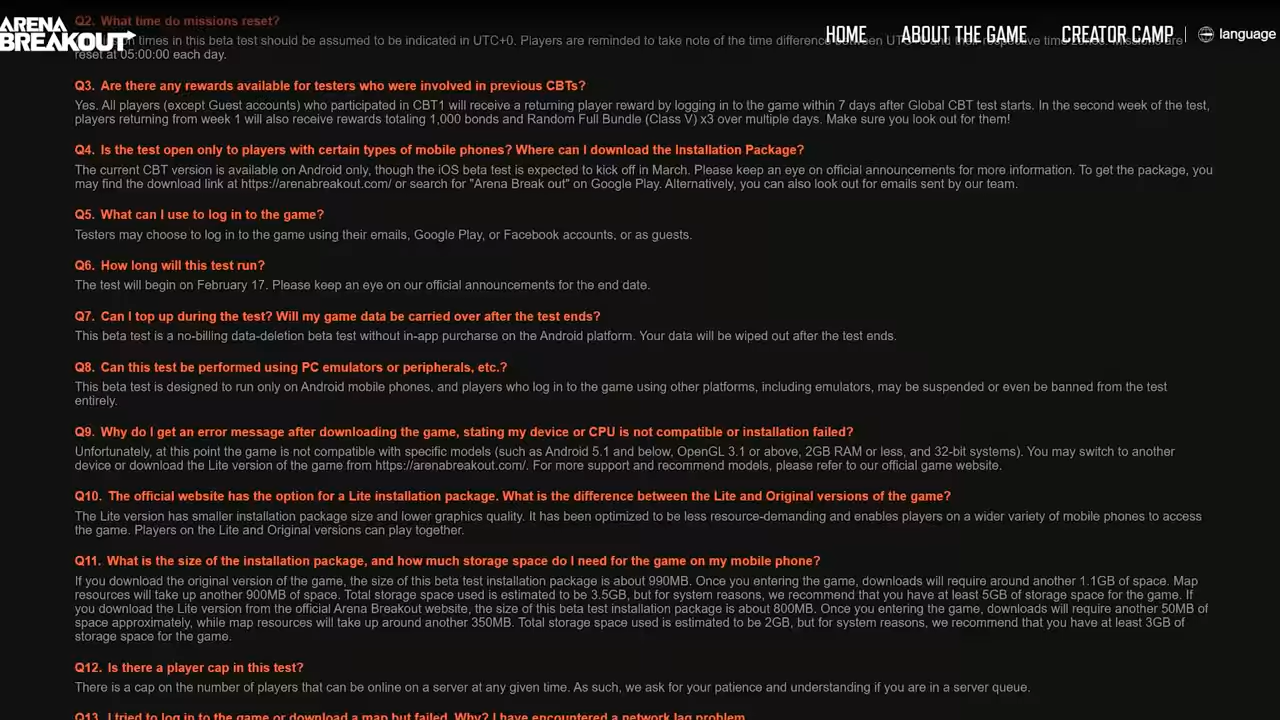 Q2. What time do missions reset?
ARENA
BREAKOUT
HOME
ABOUT THE GAME
CREATOR CAMP
language
times in this beta test should be assumed to be indicated in UTC+0. Players are reminded to take note of the time
reset at 05:00:00 each day.
Q3. Are there any rewards available for testers who were involved in previous CBTs?
Yes. All players (except Guest accounts) who participated in CBT1 will receive a returning player reward by logging in to the game within 7 days after Global CBT test starts. In the second week of the test,
players returning from week 1 will also receive rewards totaling 1,000 bonds and Random Full Bundle (Class V) x3 over multiple days. Make sure you look out for them!
Q4. Is the test open only to players with certain types of mobile phones? Where can I download the Installation Package?
The current CBT version is available on Android only, though the iOS beta test is expected to kick off in March. Please keep an eye on official announcements for more information. To get the package, you
may find the download link at https://arenabreakout.com/ or search for "Arena Break out" on Google Play. Alternatively, you can also look out for emails sent by our team.
Q5. What can I use to log in to the game?
Testers may choose to log in to the game using their emails, Google Play, or Facebook accounts, or as guests.
Q6. How long will this test run?
The test will begin on February 17. Please keep an eye on our official announcements for the end date.
Q7. Can I top up during the test? Will my game data be carried over after the test ends?
This beta test is a no-billing data-deletion beta test without in-app purcharse on the Android platform. Your data will be wiped out after the test ends.
Q8. Can this test be performed using PC emulators or peripherals, etc.?
This beta test is designed to run only on Android mobile phones, and players who log in to the game using other platforms, including emulators, may be suspended or even be banned from the test
entirely.
Q9. Why do I get an error message after downloading the game, stating my device or CPU is not compatible or installation failed?
Unfortunately, at this point the game is not compatible with specific models (such as Android 5.1 and below, OpenGL 3.1 or above, 2GB RAM or less, and 32-bit systems). You may switch to another
device or download the Lite version of the game from https://arenabreakout.com/. For more support and recommend models, please refer to our official game website.
Q10. The official website has the option for a Lite installation package. What is the difference between the Lite and Original versions of the game?
The Lite version has smaller installation package size and lower graphics quality. It has been optimized to be less resource-demanding and enables players on a wider variety of mobile phones to access
the game. Players on the Lite and Original versions can play together.
Q11. What is the size of the installation package, and how much storage space do I need for the game on my mobile phone?
If you download the original version of the game, the size of this beta test installation package is about 990MB. Once you entering the game, downloads will require around another 1.1GB of space. Map
resources will take up another 900MB of space. Total storage space used is estimated to be 3.5GB, but for system reasons, we recommend that you have at least 5GB of storage space for the game. If
you download the Lite version from the official Arena Breakout website, the size of this beta test installation package is about 800MB. Once you entering the game, downloads will require another 50MB of
space approximately, while map resources will take up around another 350MB. Total storage space used is estimated to be 2GB, but for system reasons, we recommend that you have at least 3GB of
storage space for the game.
Q12. Is there a player cap in this test?
There is a cap on the number of players that can be online on a server at any given time. As such, we ask for your patience and understanding if you are in a server queue.
Q13. I tried to log in to the game or download a map but failed. Why? I have encountered a network lag problem.